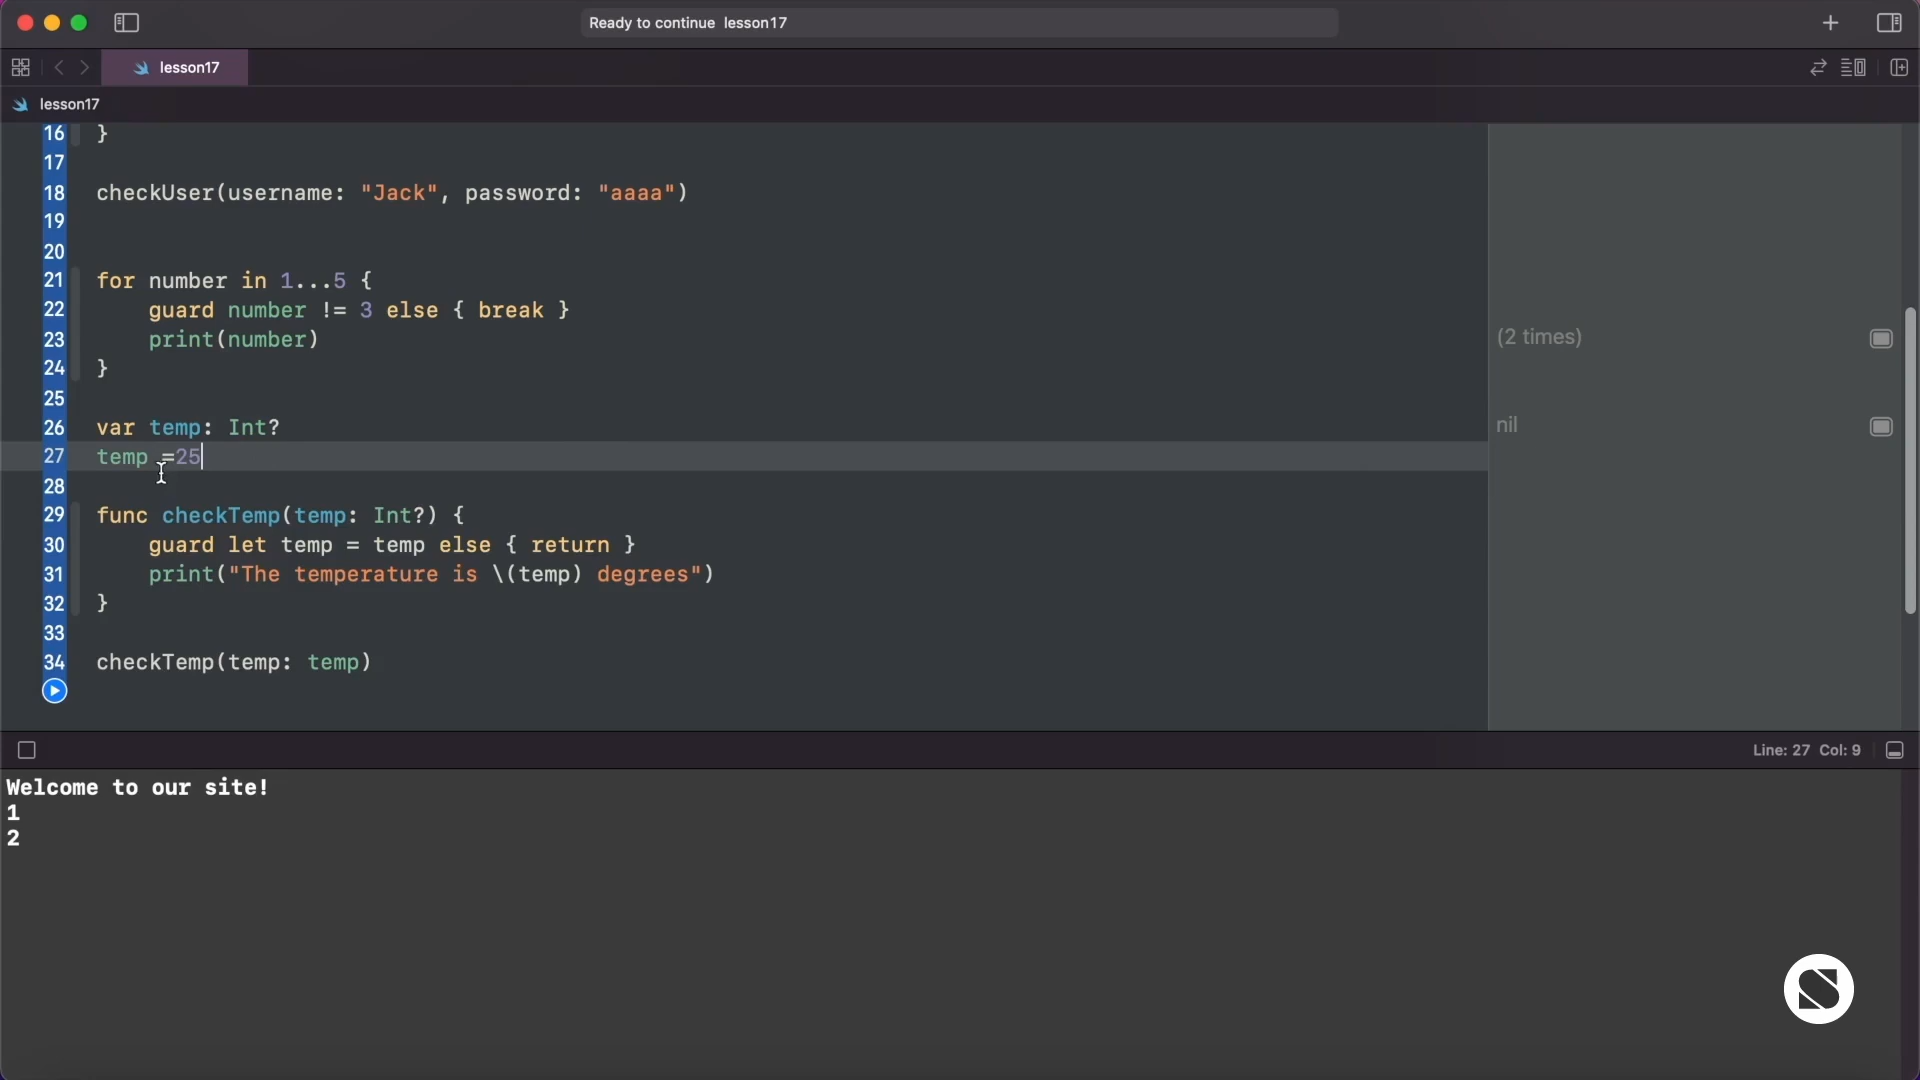 Ready to continue lesson17
lesson17
lesson17
16 }
17
18 checkUser(username: "Jack", password: "aaaa")
19
20
21 for number in 1...5 {
22     guard number != 3 else { break }
23     print(number)
(2 times)
24 }
25
26 var temp: Int?
nil
27 temp =25
28
29 func checkTemp(temp: Int?) {
30     guard let temp = temp else { return }
31     print("The temperature is \(temp) degrees")
32 }
33
34 checkTemp(temp: temp)
Line: 27 Col: 9
Welcome to our site!
1
2